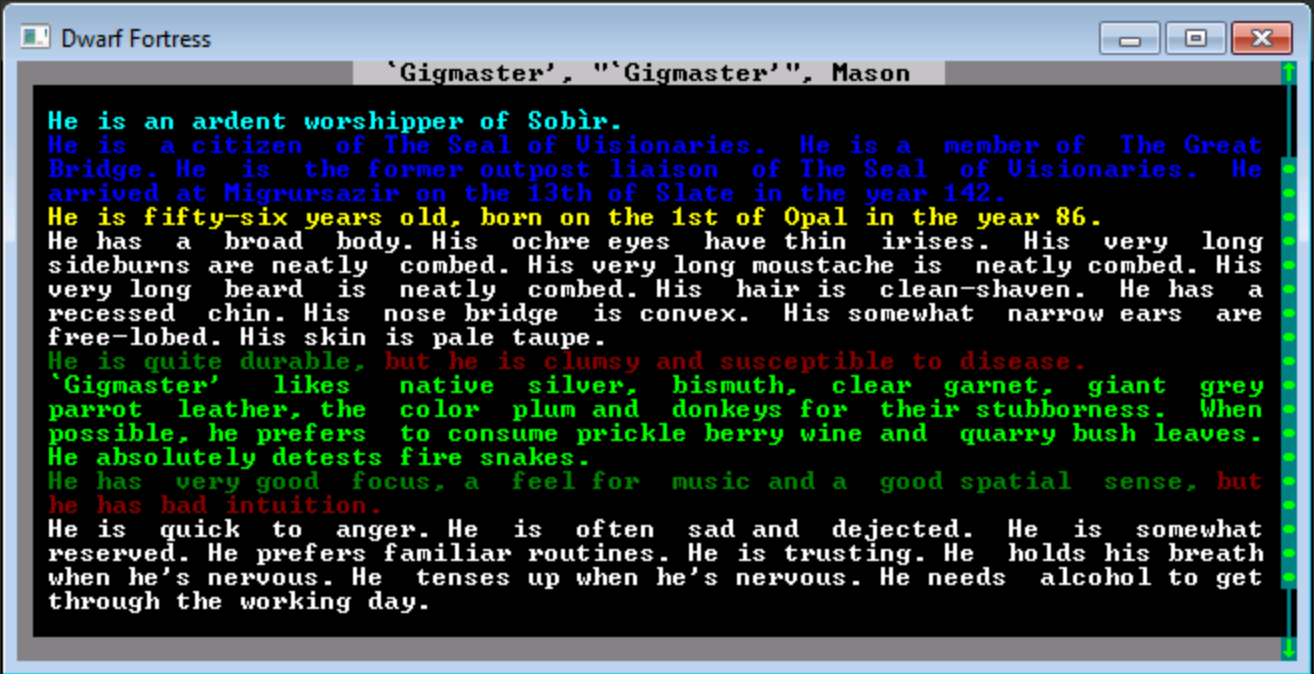 Dwarf Fortress
`Gigmaster', "`Gigmaster'", Mason
He is an ardent worshipper of Sobìr.
He is a citizen of The Seal of Visionaries. He is a member of The Great
Bridge. He is the former outpost liaison of The Seal of Visionaries. He
arrived at Migrursazir on the 13th of Slate in the year 142.
He is fifty-six years old, born on the 1st of Opal in the year 86.
He has a broad body. His ochre eyes have thin irises. His very long
sideburns are neatly combed. His very long moustache is neatly combed. His
very long beard is neatly combed. His hair is clean-shaven. He has a
recessed chin. His nose bridge is convex. His somewhat narrow ears are
free-lobed. His skin is pale taupe.
He is quite durable, but he is clumsy and susceptible to disease.
`Gigmaster' likes native silver, bismuth, clear garnet, giant grey
parrot leather, the color plum and donkeys for their stubborness. When
possible, he prefers to consume prickle berry wine and quarry bush leaves.
He absolutely detests fire snakes.
He has very good focus, a feel for music and a good spatial sense, but
he has bad intuition.
He is quick to anger. He is often sad and dejected. He is somewhat
reserved. He prefers familiar routines. He is trusting. He holds his breath
when he's nervous. He tenses up when he's nervous. He needs alcohol to get
through the working day.